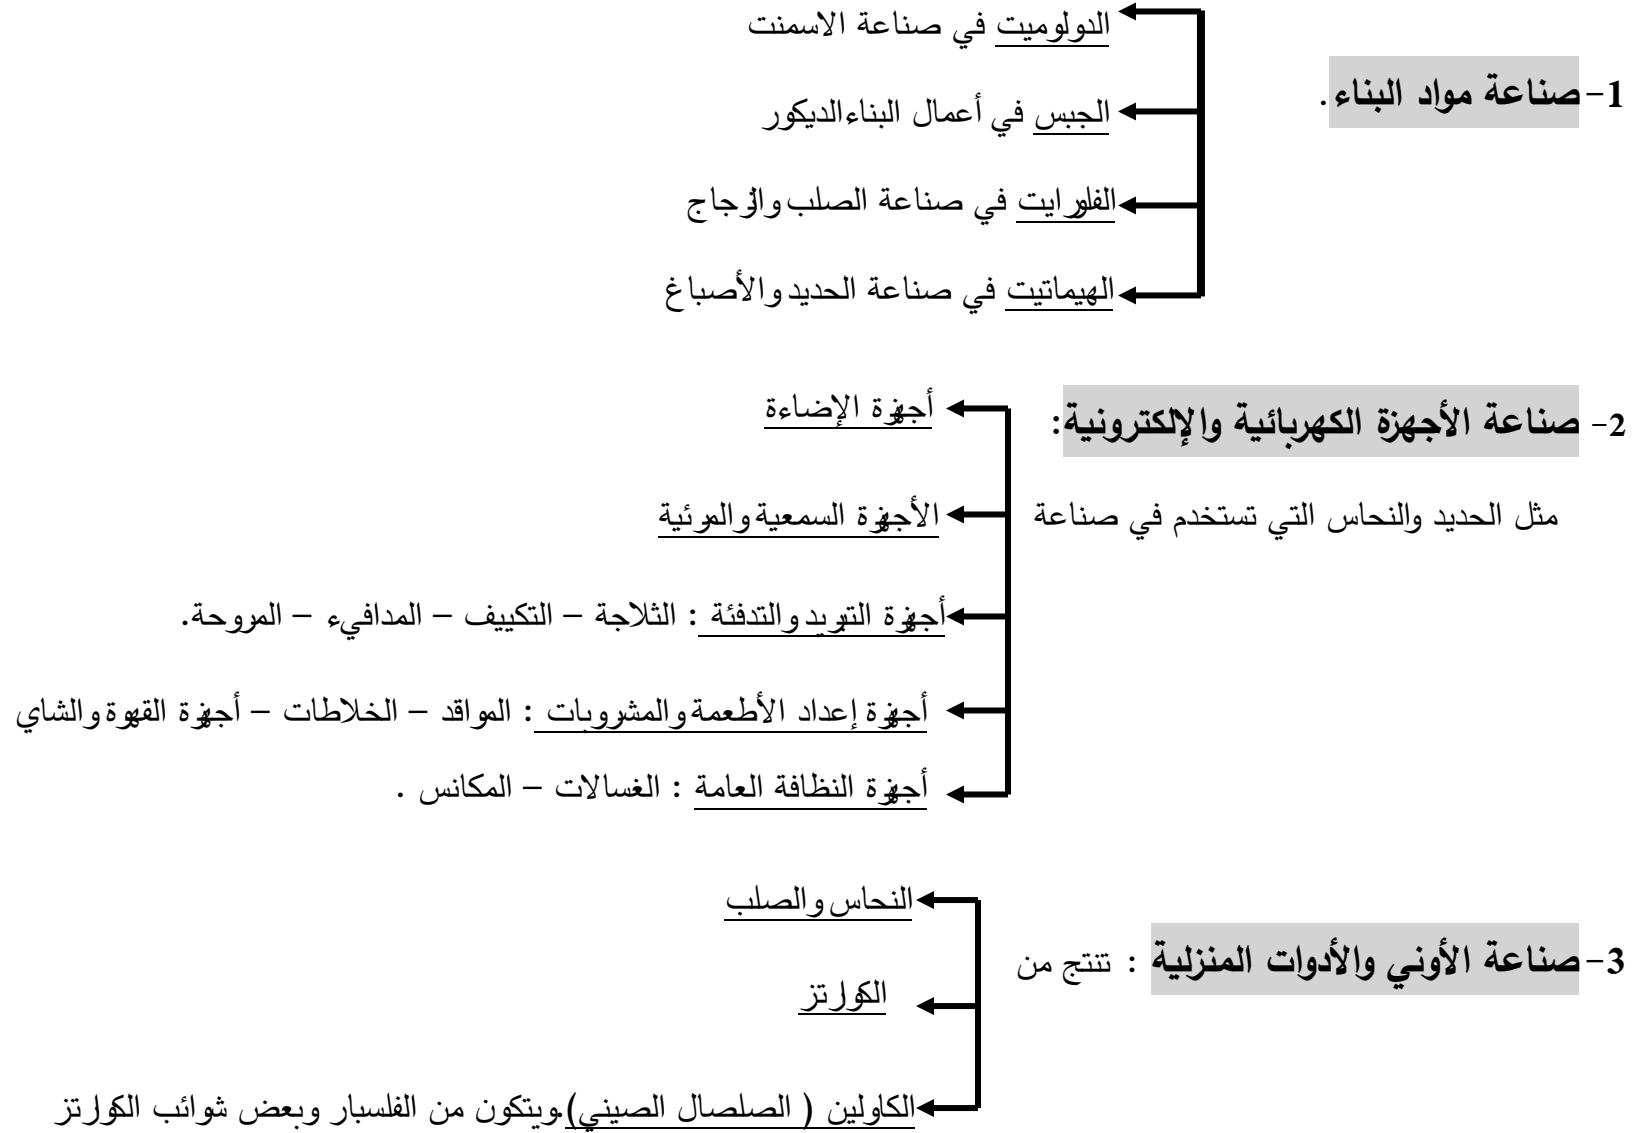 1- صناعة مواد البناء .
الدولوميت في صناعة الاسمنت
الجبس في أعمال البناءالديكور
الفلورايت في صناعة الصلب والزجاج
الهيماتيت في صناعة الحديد والأصباغ
2- صناعة الأجهزة الكهربائية والإلكترونية:
مثل الحديد والنحاس التي تستخدم في صناعة
أجهزة الإضاءة
الأجهزة السمعية والمرئية
أجهزة التبريد والتدفئة : الثلاجة – التكييف – المدافيء – المروحة.
أجهزة إعداد الأطعمة والمشروبات : المواقد – الخلاطات – أجهزة القهوة والشاي
أجهزة النظافة العامة : الغسالات – المكانس .
3- صناعة الأوني والأدوات المنزلية : تنتج من
النحاس والصلب
الكوارتز
الكاولين ( الصلصال الصيني).ويتكون من الفلسبار وبعض شوائب الكوارتز